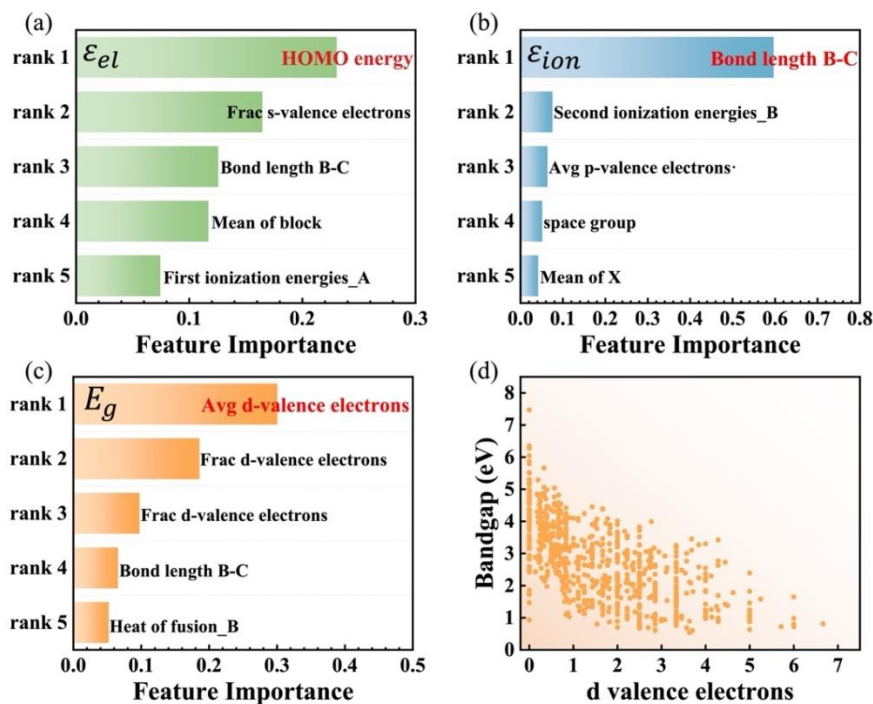 (a)
rank 1
ε_el
HOMO energy
rank 2
Frac s-valence electrons
rank 3
Bond length B-C
rank 4
Mean of block
rank 5
First ionization energies_A
0.0 0.1 0.2 0.3
Feature Importance
(b)
rank 1
ε_ion
Bond length B-C
rank 2
Second ionization energies_B
rank 3
Avg p-valence electrons·
rank 4
space group
rank 5
Mean of X
0.0 0.1 0.2 0.3 0.4 0.5 0.6 0.7 0.8
Feature Importance
(c)
rank 1
E_g
Avg d-valence electrons
rank 2
Frac d-valence electrons
rank 3
Frac d-valence electrons
rank 4
Bond length B-C
rank 5
Heat of fusion_B
0.0 0.1 0.2 0.3 0.4 0.5
Feature Importance
(d)
Bandgap (eV)
8
7
6
5
4
3
2
1
0
0 1 2 3 4 5 6 7
d valence electrons